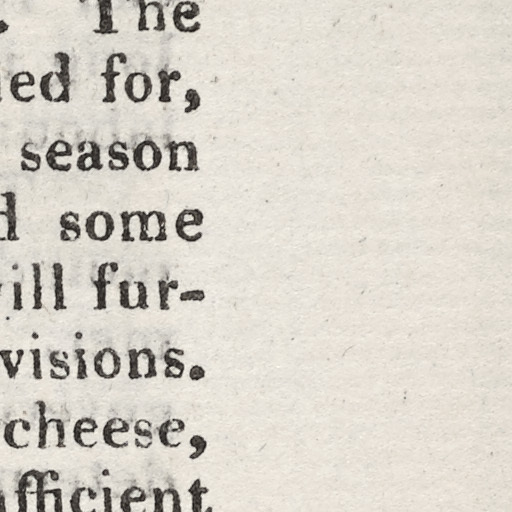 . The
ed for,
season
d some
ill fur-
visions.
cheese,
fficient